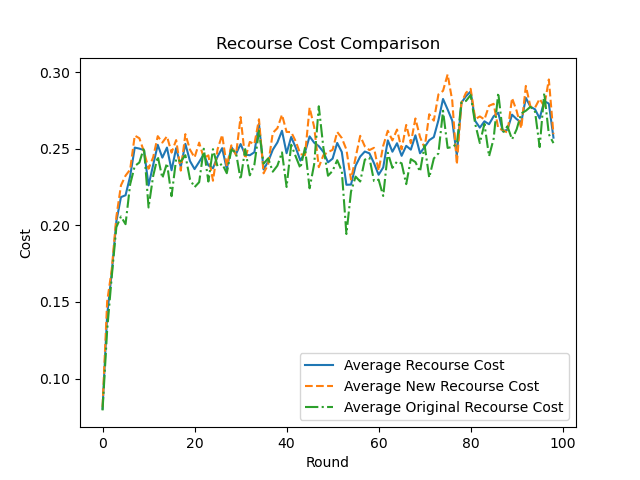 Recourse Cost Comparison
0.30
0.25
0.20
0.15
0.10
Cost
0
20
40
60
80
100
Round
Average Recourse Cost
Average New Recourse Cost
Average Original Recourse Cost